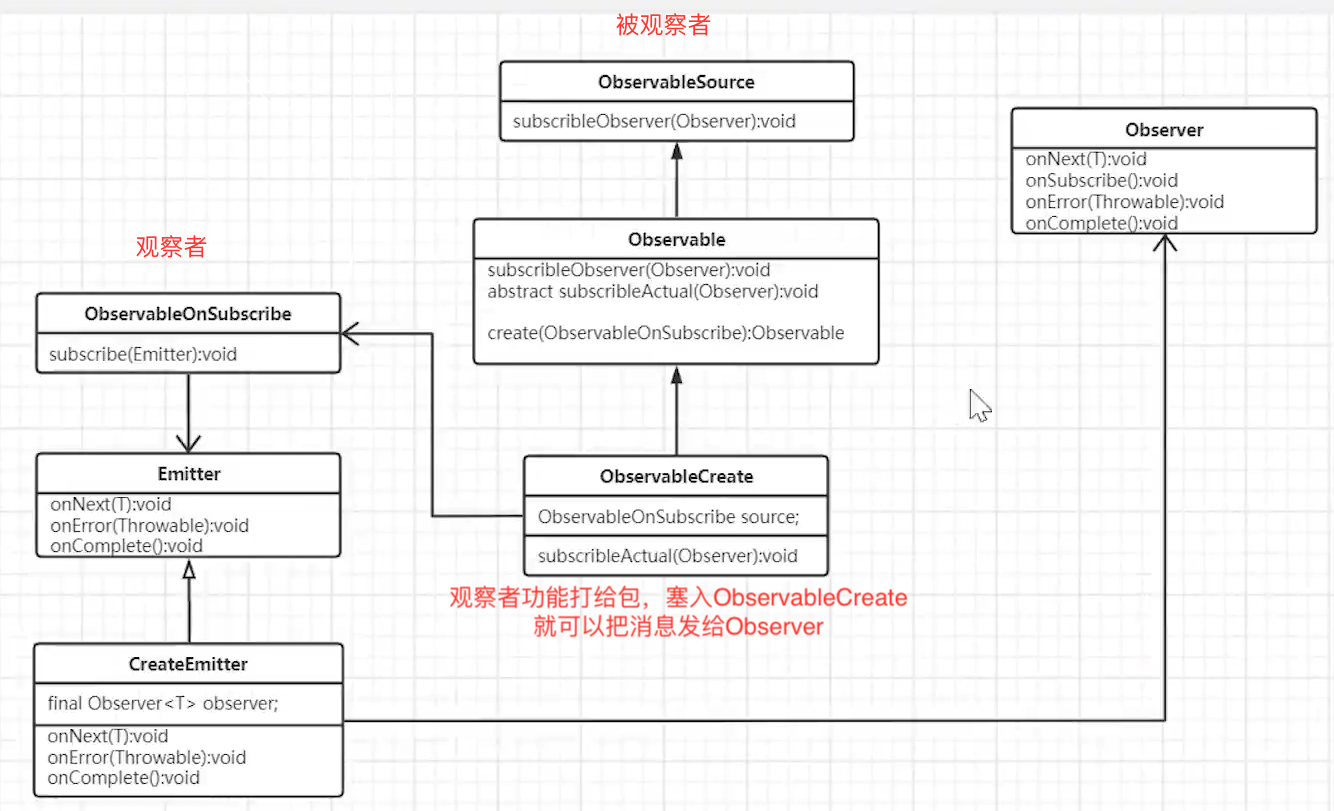 被观察者
ObservableSource
subscribleObserver(Observer):void
Observer
onNext(T):void
onSubscribe():void
onError(Throwable):void
onComplete():void
Observable
subscribleObserver(Observer):void
abstract subscribleActual(Observer):void
create(ObservableOnSubscribe):Observable
观察者
ObservableOnSubscribe
subscribe(Emitter):void
Emitter
onNext(T):void
onError(Throwable):void
onComplete():void
ObservableCreate
ObservableOnSubscribe source;
subscribleActual(Observer):void
观察者功能打给包，塞入ObservableCreate
就可以把消息发给Observer
CreateEmitter
final Observer<T> observer;
onNext(T):void
onError(Throwable):void
onComplete():void